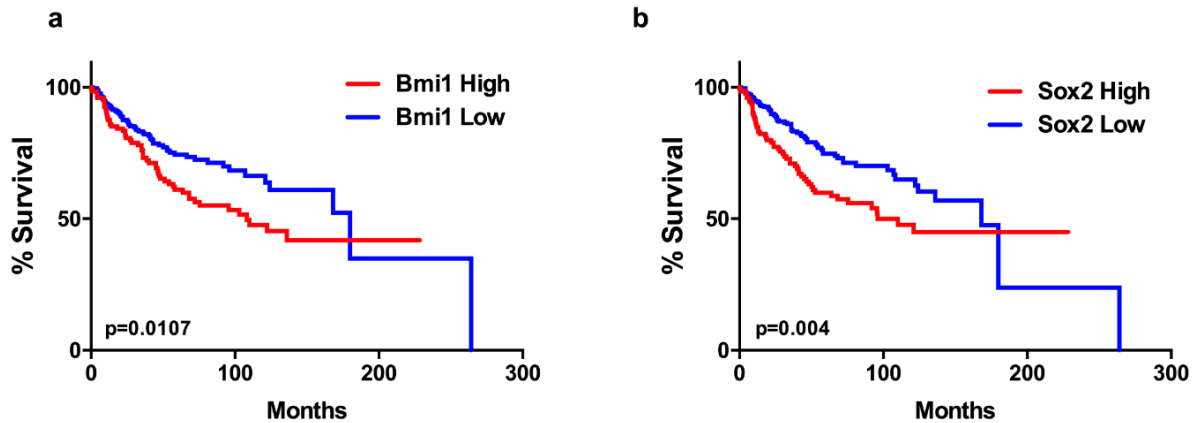 a
Bmi1 High
Bmi1 Low
% Survival
100
50
0
p=0.0107
0 100 200 300
Months
b
Sox2 High
Sox2 Low
% Survival
100
50
0
p=0.004
0 100 200 300
Months